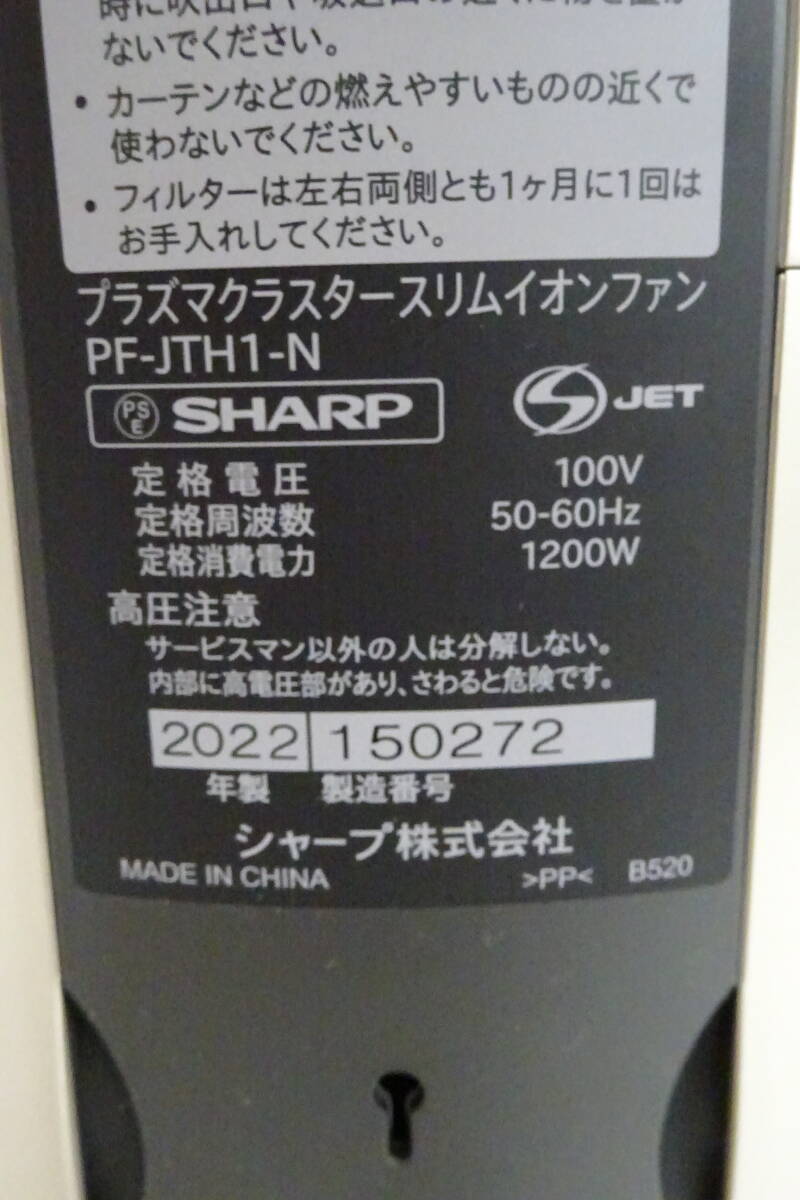 ないでください。
• カーテンなどの燃えやすいものの近くで
使わないでください。
• フィルターは左右両側とも1ヶ月に1回は
お手入れしてください。
プラズマクラスタースリムイオンファン
PF-JTH1-N
PSE SHARP
S JET
定格電圧 100V
定格周波数 50-60Hz
定格消費電力 1200W
高圧注意
サービスマン以外の人は分解しない。
内部に高電圧部があり、さわると危険です。
2022 150272
年製 製造番号
シャープ株式会社
MADE IN CHINA >PP< B520